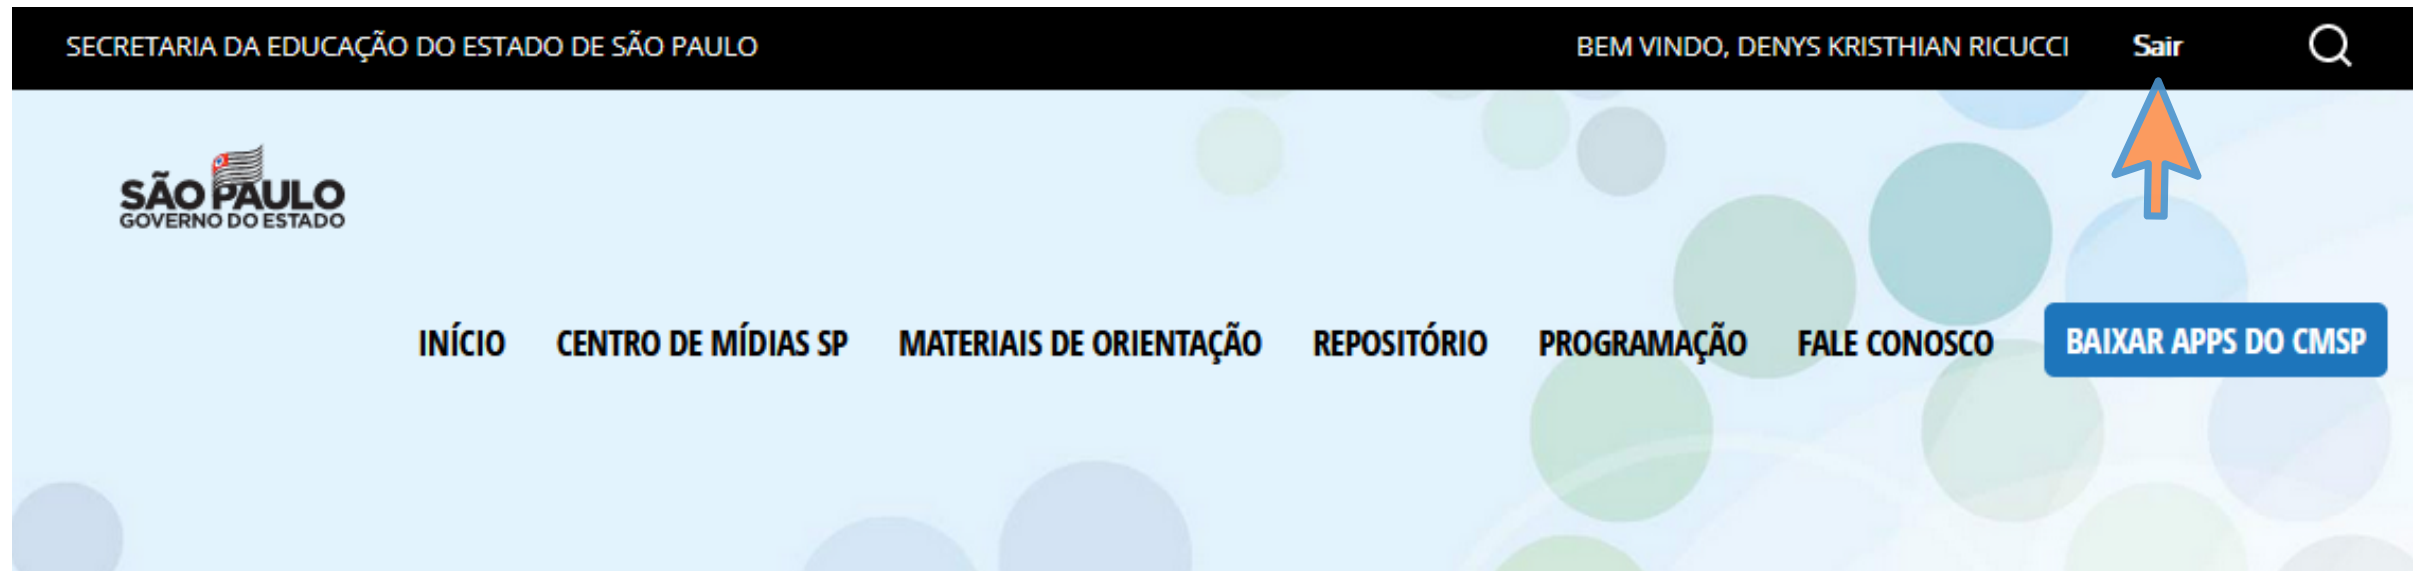 SECRETARIA DA EDUCAÇÃO DO ESTADO DE SÃO PAULO BEM VINDO, DENYS KRISTHIAN RICUCCI Sair
SÃO PAULO
GOVERNO DO ESTADO
INÍCIO CENTRO DE MÍDIAS SP MATERIAIS DE ORIENTAÇÃO REPOSITÓRIO PROGRAMAÇÃO FALE CONOSCO BAIXAR APPS DO CMSP